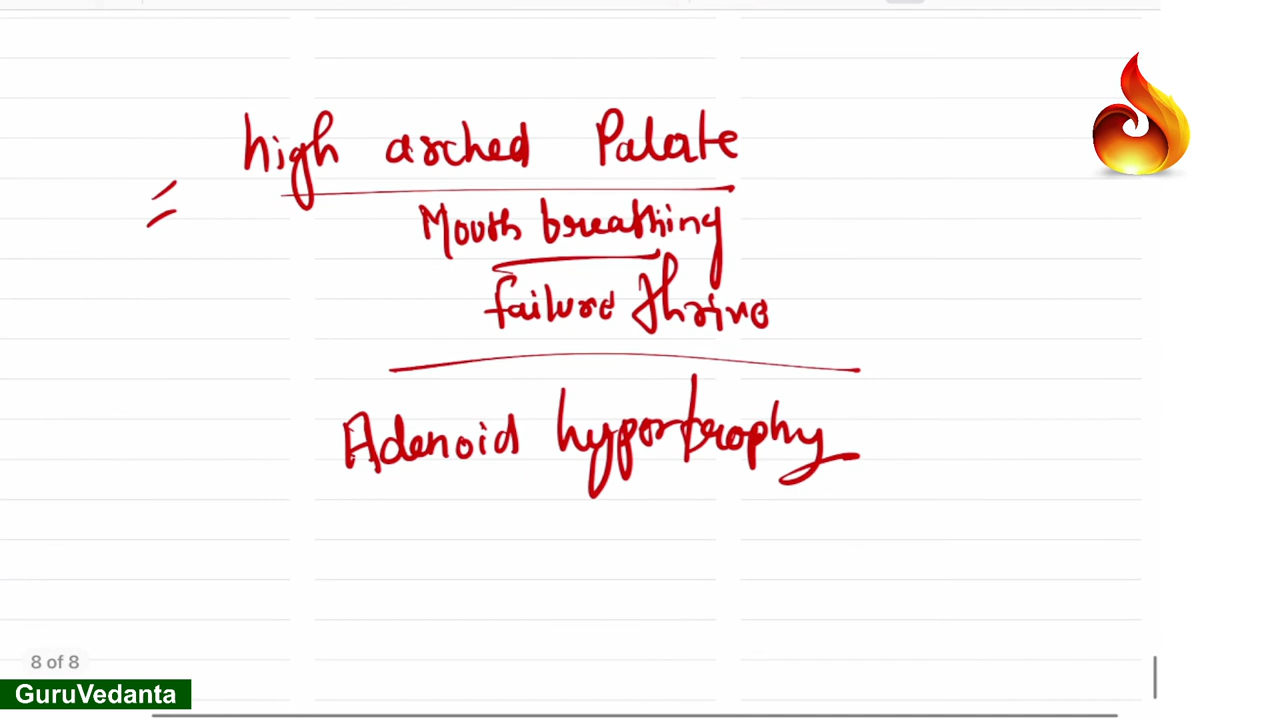 high arched Palate
=
Mouth breathing
failure thrive
Adenoid hypertrophy
8 of 8
GuruVedanta